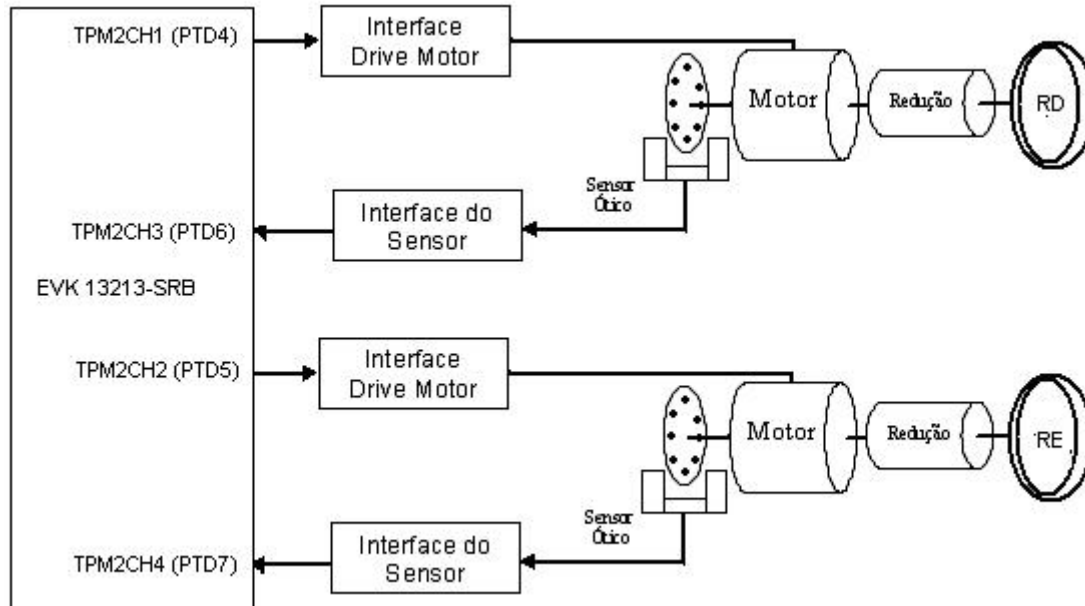 TPM2CH1 (PTD4)
Interface
Drive Motor
Motor
Redução
RD
Sensor
Ótico
TPM2CH3 (PTD6)
Interface do
Sensor
EVK 13213-SRB
TPM2CH2 (PTD5)
Interface
Drive Motor
Motor
Redução
RE
Sensor
Ótico
TPM2CH4 (PTD7)
Interface do
Sensor